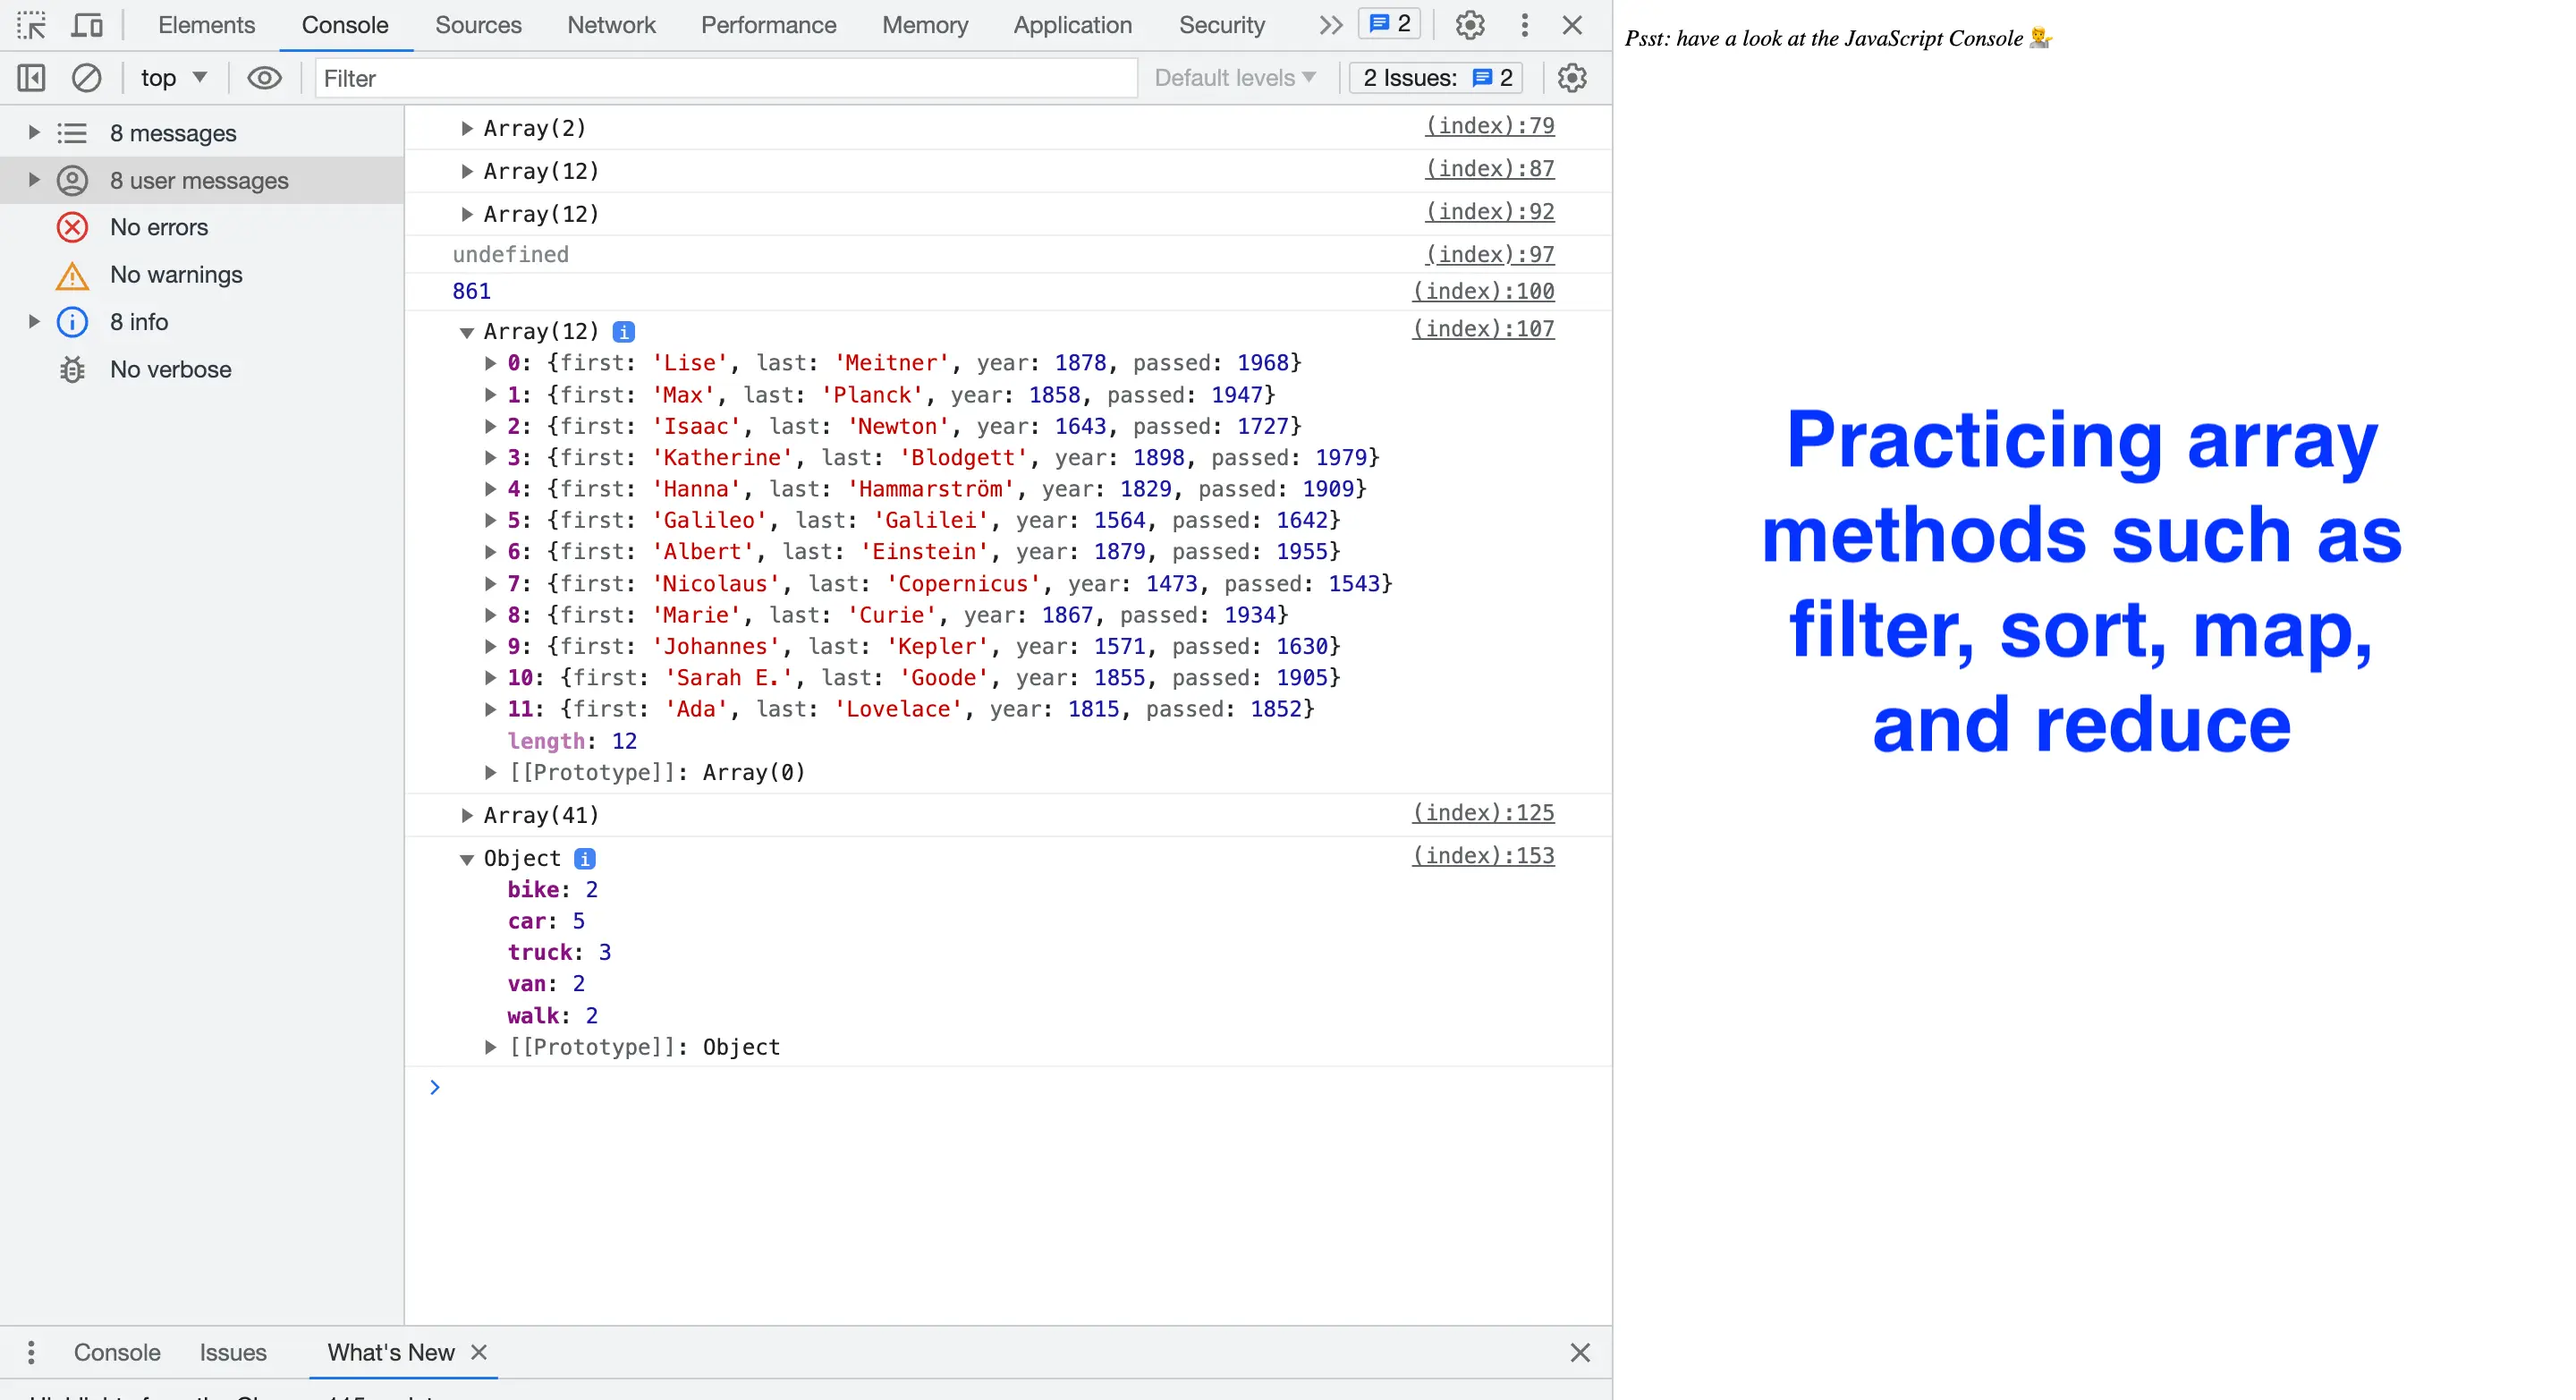 Elements Console Sources Network Performance Memory Application Security 2
top Filter Default levels 2 Issues: 2
8 messages
8 user messages
No errors
No warnings
8 info
No verbose
Array(2) (index):79
Array(12) (index):87
Array(12) (index):92
undefined (index):97
861 (index):100
Array(12) i (index):107
0: {first: 'Lise', last: 'Meitner', year: 1878, passed: 1968}
1: {first: 'Max', last: 'Planck', year: 1858, passed: 1947}
2: {first: 'Isaac', last: 'Newton', year: 1643, passed: 1727}
3: {first: 'Katherine', last: 'Blodgett', year: 1898, passed: 1979}
4: {first: 'Hanna', last: 'Hammarström', year: 1829, passed: 1909}
5: {first: 'Galileo', last: 'Galilei', year: 1564, passed: 1642}
6: {first: 'Albert', last: 'Einstein', year: 1879, passed: 1955}
7: {first: 'Nicolaus', last: 'Copernicus', year: 1473, passed: 1543}
8: {first: 'Marie', last: 'Curie', year: 1867, passed: 1934}
9: {first: 'Johannes', last: 'Kepler', year: 1571, passed: 1630}
10: {first: 'Sarah E.', last: 'Goode', year: 1855, passed: 1905}
11: {first: 'Ada', last: 'Lovelace', year: 1815, passed: 1852}
length: 12
[[Prototype]]: Array(0)
Array(41) (index):125
Object i (index):153
bike: 2
car: 5
truck: 3
van: 2
walk: 2
[[Prototype]]: Object
Console Issues What's New
Psst: have a look at the JavaScript Console 💁
Practicing array
methods such as
filter, sort, map,
and reduce